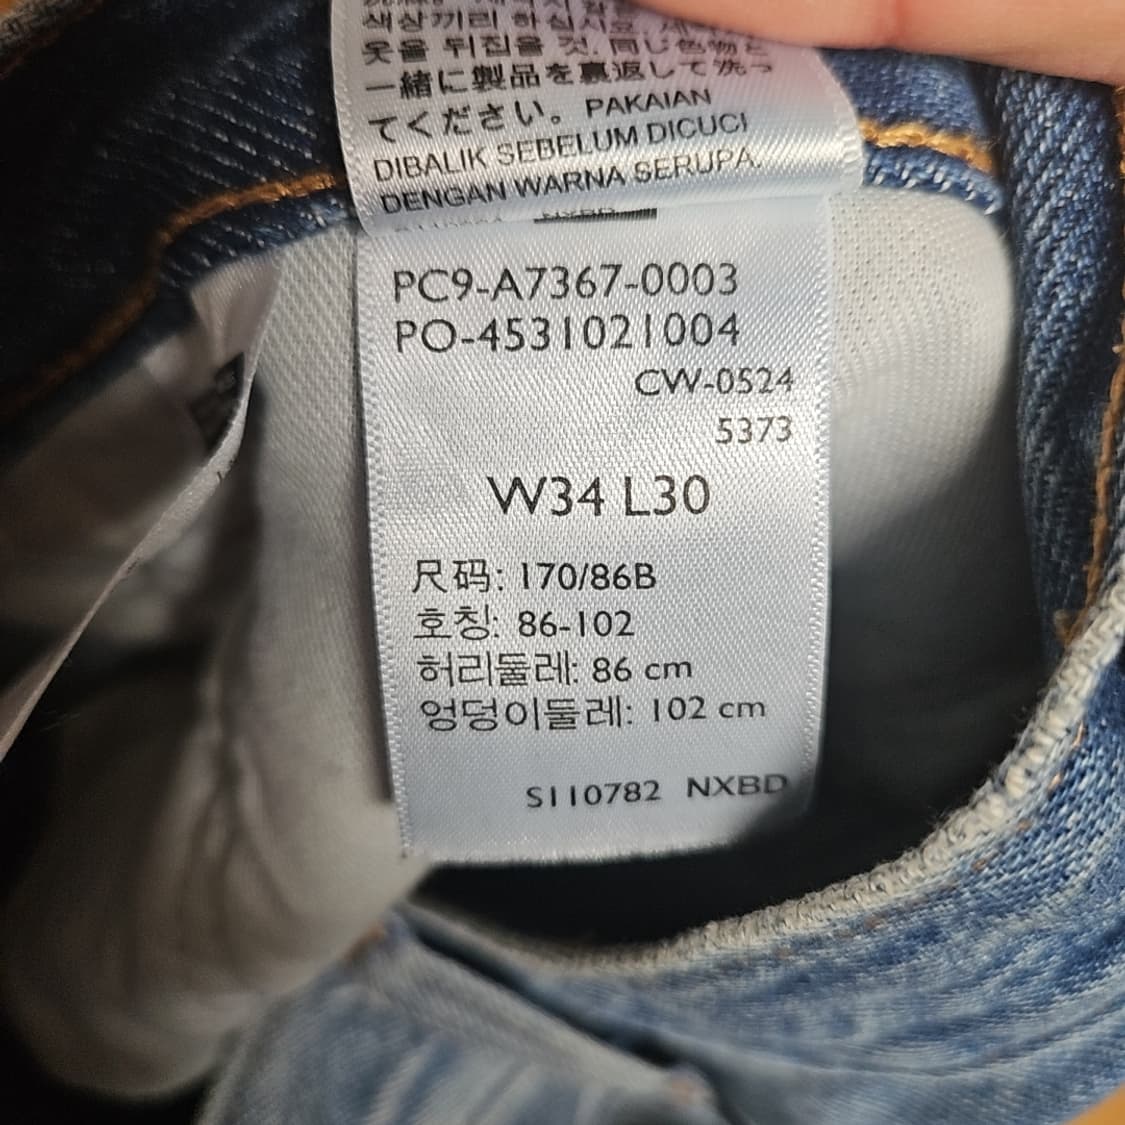 색상끼리 하십시오. 세
옷을 뒤집을 것. 同じ色物と
一緒に製品を裏返して洗っ
てください。 PAKAIAN
DIBALIK SEBELUM DICUCI
DENGAN WARNA SERUPA.
PC9-A7367-0003
PO-4531021004
CW-0524
5373
W34 L30
尺码: 170/86B
호칭: 86-102
허리둘레: 86 cm
엉덩이둘레: 102 cm
S110782 NXBD